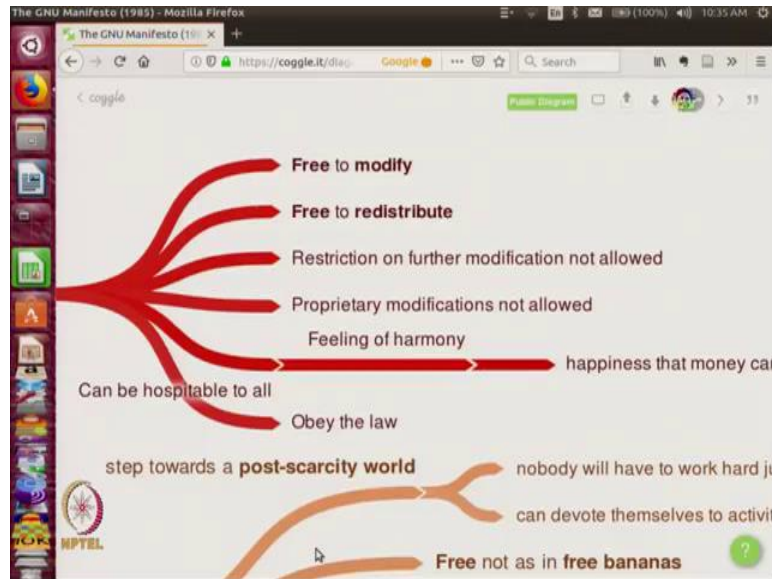 The GNU Manifesto (1985) - Mozilla Firefox
En
(100%)
10:35 AM
The GNU Manifesto (19
https://coggle.it/diag
Google
Search
coggle
Public Diagram
Free to modify
Free to redistribute
Restriction on further modification not allowed
Proprietary modifications not allowed
Feeling of harmony
happiness that money can
Can be hospitable to all
Obey the law
step towards a post-scarcity world
nobody will have to work hard ju
can devote themselves to activit
NPTEL
Free not as in free bananas
?